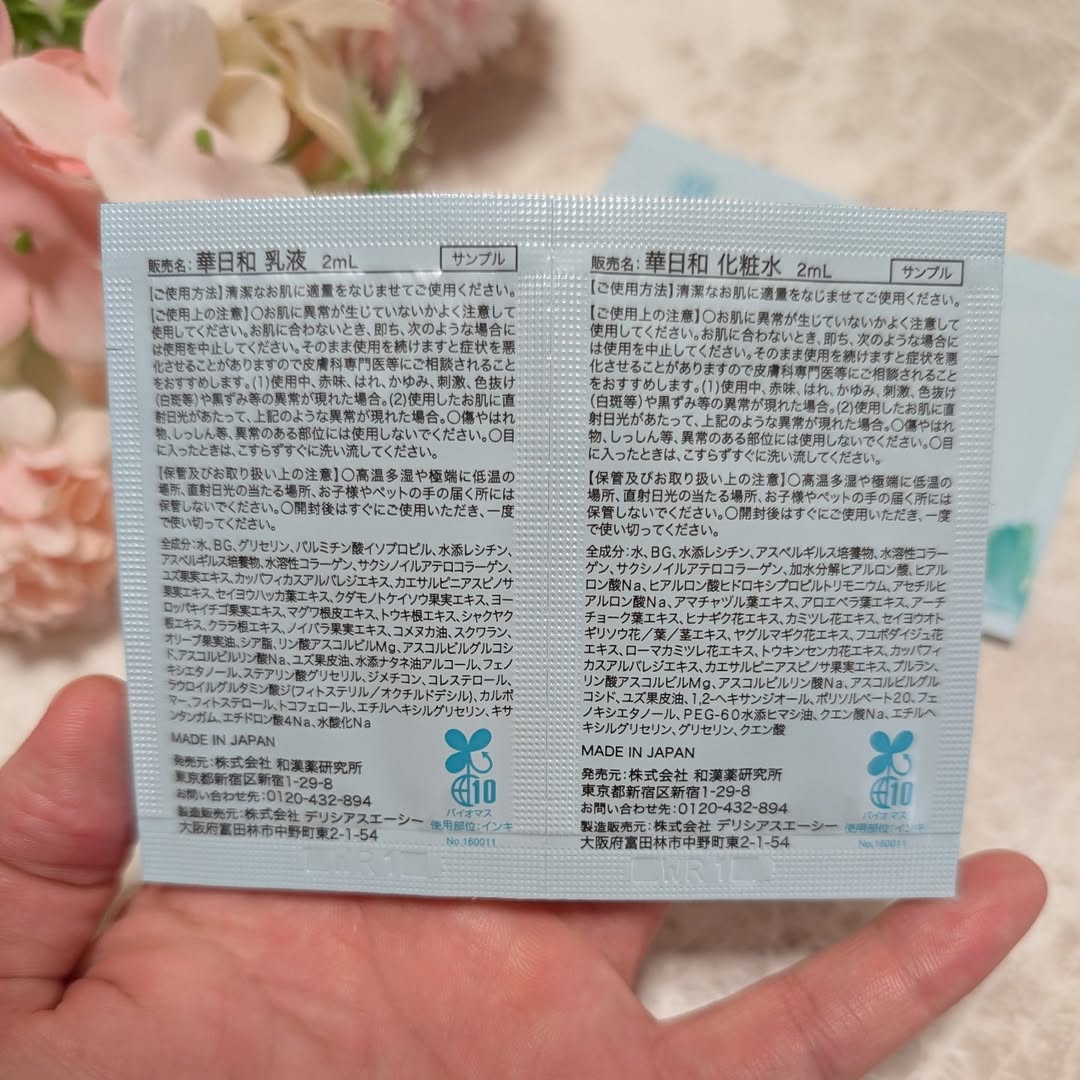 販売名：華日和 乳液 2mL サンプル
【ご使用方法】清潔なお肌に適量をなじませてご使用ください。
【ご使用上の注意】○お肌に異常が生じていないかよく注意して
使用してください。お肌に合わないとき、即ち、次のような場合に
は使用を中止してください。そのまま使用を続けますと症状を悪
化させることがありますので皮膚科専門医等にご相談されること
をおすすめします。(1)使用中、赤味、はれ、かゆみ、刺激、色抜け
(白斑等)や黒ずみ等の異常が現れた場合。(2)使用したお肌に直
射日光があたって、上記のような異常が現れた場合。○傷やはれ
物、しっしん等、異常のある部位には使用しないでください。○目
に入ったときは、こすらずすぐに洗い流してください。
【保管及びお取り扱い上の注意】○高温多湿や極端に低温の
場所、直射日光の当たる場所、お子様やペットの手の届く所には
保管しないでください。○開封後はすぐにご使用いただき、一度
で使い切ってください。
全成分：水、BG、グリセリン、パルミチン酸イソプロピル、水添レシチン、
アスペルギルス培養物、水溶性コラーゲン、サクシノイルアテロコラーゲン、
ユズ果実エキス、カッパフィカスアルバレジエキス、カエサルピニアスピノサ
果実エキス、セイヨウハッカ葉エキス、クダモノトケイソウ果実エキス、ヨー
ロッパキイチゴ果実エキス、マグワ根皮エキス、トウキ根エキス、シャクヤク
根エキス、クララ根エキス、ノイバラ果実エキス、コメヌカ油、スクワラン、
オリーブ果実油、シア脂、リン酸アスコルビルMg、アスコルビルグルコシ
ド、アスコルビルリン酸Na、ユズ果皮油、水添ナタネ油アルコール、フェノ
キシエタノール、ステアリン酸グリセリル、ジメチコン、コレステロール、
ラウロイルグルタミン酸ジ(フィトステリル／オクチルドデシル)、カルボ
マー、フィトステロール、トコフェロール、エチルヘキシルグリセリン、キサ
ンタンガム、エチドロン酸4Na、水酸化Na
MADE IN JAPAN
発売元：株式会社 和漢薬研究所
東京都新宿区新宿1-29-8
お問い合わせ先：0120-432-894
製造販売元：株式会社 デリシアスエーシー
大阪府富田林市中野町東2-1-54
10
バイオマス
使用部位：インキ
No,160011
WR1
販売名：華日和 化粧水 2mL サンプル
【ご使用方法】清潔なお肌に適量をなじませてご使用ください。
【ご使用上の注意】○お肌に異常が生じていないかよく注意して
使用してください。お肌に合わないとき、即ち、次のような場合に
は使用を中止してください。そのまま使用を続けますと症状を悪
化させることがありますので皮膚科専門医等にご相談されること
をおすすめします。(1)使用中、赤味、はれ、かゆみ、刺激、色抜け
(白斑等)や黒ずみ等の異常が現れた場合。(2)使用したお肌に直
射日光があたって、上記のような異常が現れた場合。○傷やはれ
物、しっしん等、異常のある部位には使用しないでください。○目
に入ったときは、こすらずすぐに洗い流してください。
【保管及びお取り扱い上の注意】○高温多湿や極端に低温の
場所、直射日光の当たる場所、お子様やペットの手の届く所には
保管しないでください。○開封後はすぐにご使用いただき、一度
で使い切ってください。
全成分：水、BG、水添レシチン、アスペルギルス培養物、水溶性コラー
ゲン、サクシノイルアテロコラーゲン、加水分解ヒアルロン酸、ヒアル
ロン酸Na、ヒアルロン酸ヒドロキシプロピルトリモニウム、アセチルヒ
アルロン酸Na、アマチャヅル葉エキス、アロエベラ葉エキス、アーチ
チョーク葉エキス、ヒナギク花エキス、カミツレ花エキス、セイヨウオト
ギリソウ花／葉／茎エキス、ヤグルマギク花エキス、フユボダイジュ花
エキス、ローマカミツレ花エキス、トウキンセンカ花エキス、カッパフィ
カスアルバレジエキス、カエサルピニアスピノサ果実エキス、プルラン、
リン酸アスコルビルMg、アスコルビルリン酸Na、アスコルビルグル
コシド、ユズ果皮油、1,2-ヘキサンジオール、ポリソルベート20、フェ
ノキシエタノール、PEG-60水添ヒマシ油、クエン酸Na、エチルヘ
キシルグリセリン、グリセリン、クエン酸
MADE IN JAPAN
発売元：株式会社 和漢薬研究所
東京都新宿区新宿1-29-8
お問い合わせ先：0120-432-894
製造販売元：株式会社 デリシアスエーシー
大阪府富田林市中野町東2-1-54
10
バイオマス
使用部位：インキ
No,160011
WR1